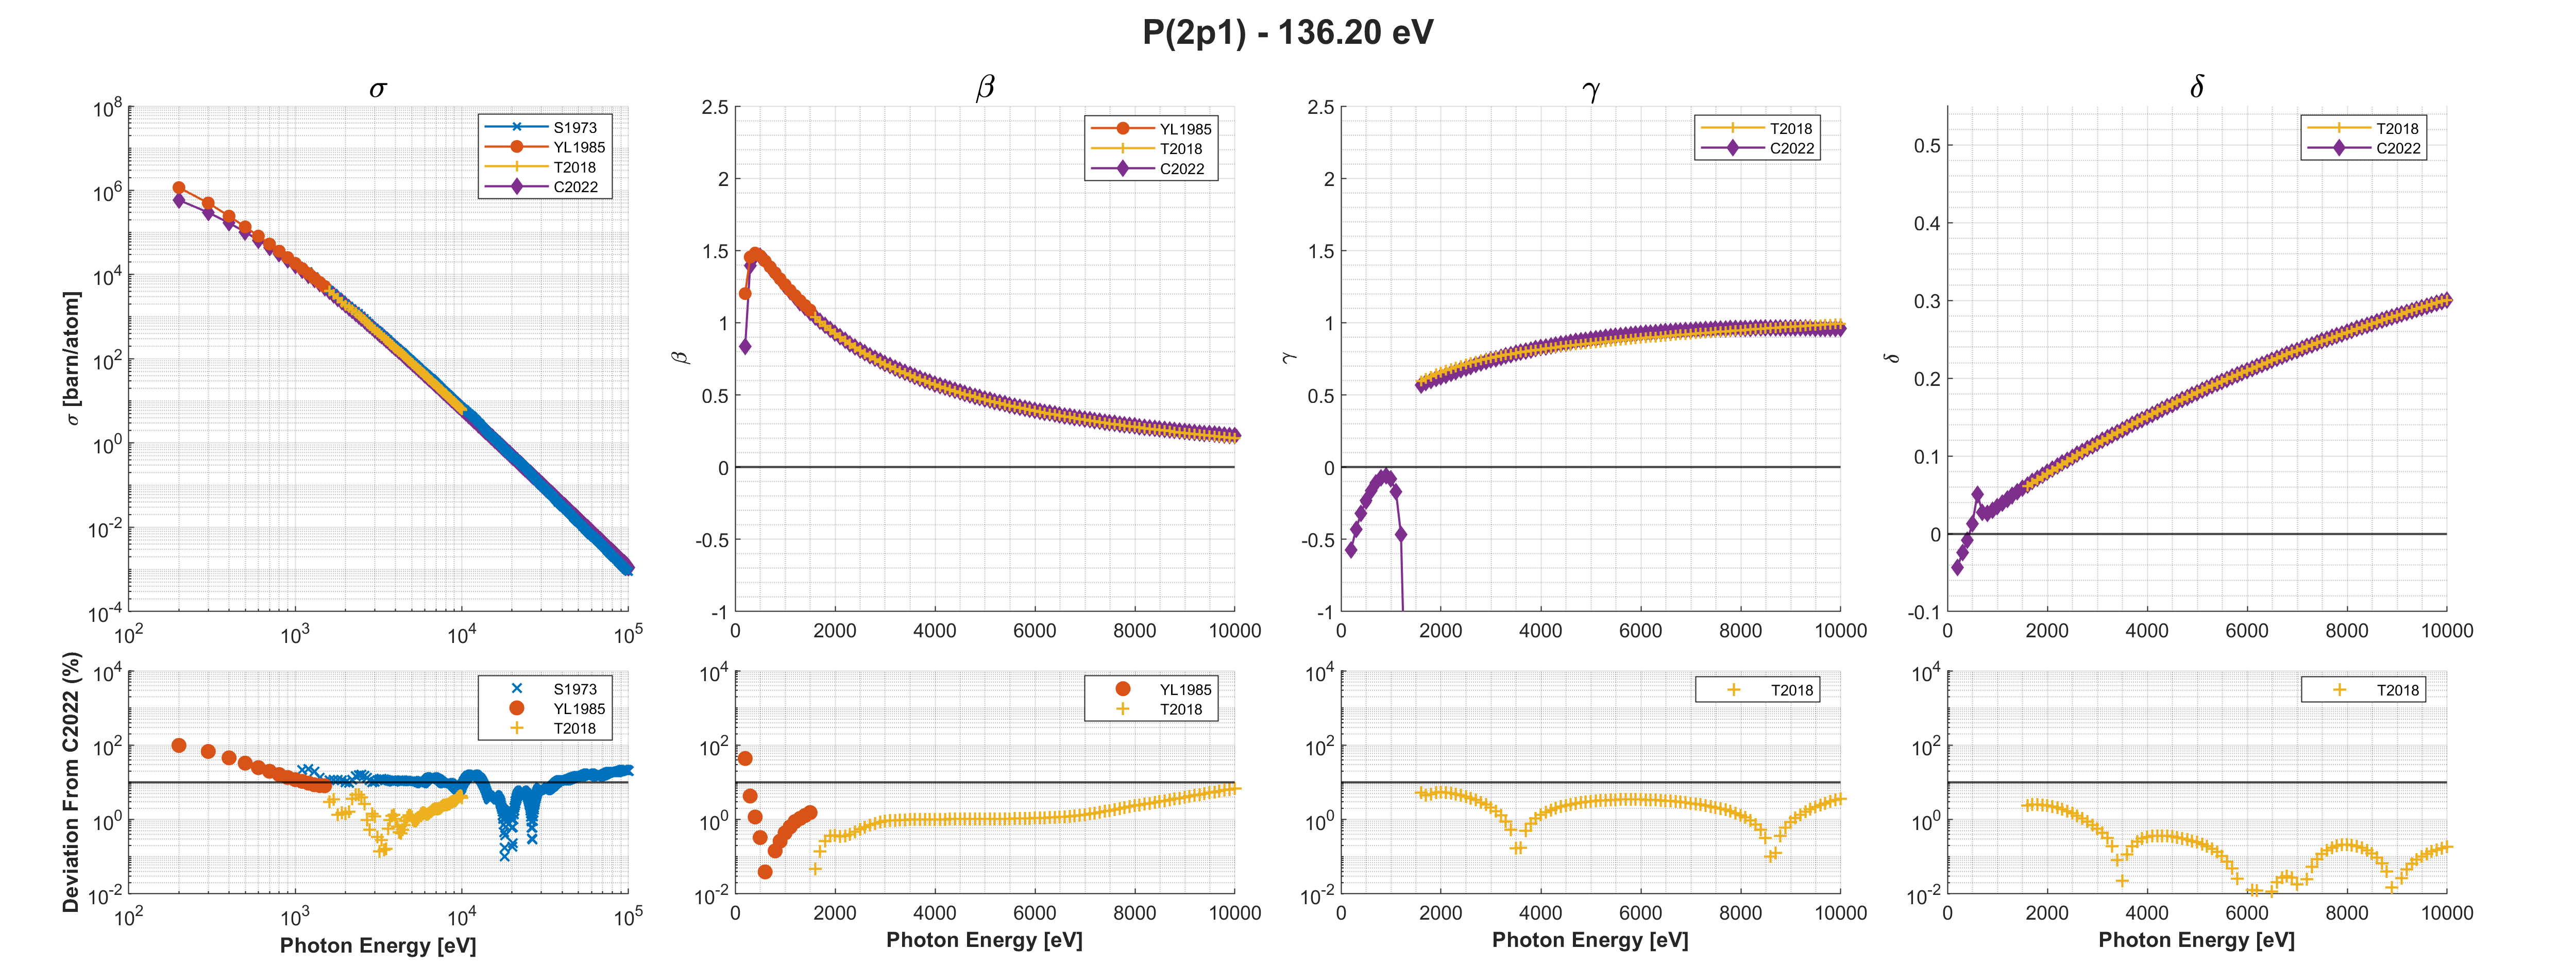 P(2p1) - 136.20 eV
σ
β
γ
δ
σ [barn/atom]
10^8
10^6
10^4
10^2
10^0
10^-2
10^-4
10^2
10^3
10^4
10^5
S1973
YL1985
T2018
C2022
β
2.5
2
1.5
1
0.5
0
-0.5
-1
0
2000
4000
6000
8000
10000
YL1985
T2018
C2022
γ
2.5
2
1.5
1
0.5
0
-0.5
-1
0
2000
4000
6000
8000
10000
T2018
C2022
δ
0.5
0.4
0.3
0.2
0.1
0
-0.1
0
2000
4000
6000
8000
10000
T2018
C2022
Deviation From C2022 (%)
10^4
10^2
10^0
10^-2
10^2
10^3
10^4
10^5
S1973
YL1985
T2018
Photon Energy [eV]
10^4
10^2
10^0
10^-2
0
2000
4000
6000
8000
10000
YL1985
T2018
Photon Energy [eV]
10^4
10^2
10^0
10^-2
0
2000
4000
6000
8000
10000
T2018
Photon Energy [eV]
10^4
10^2
10^0
10^-2
0
2000
4000
6000
8000
10000
T2018
Photon Energy [eV]